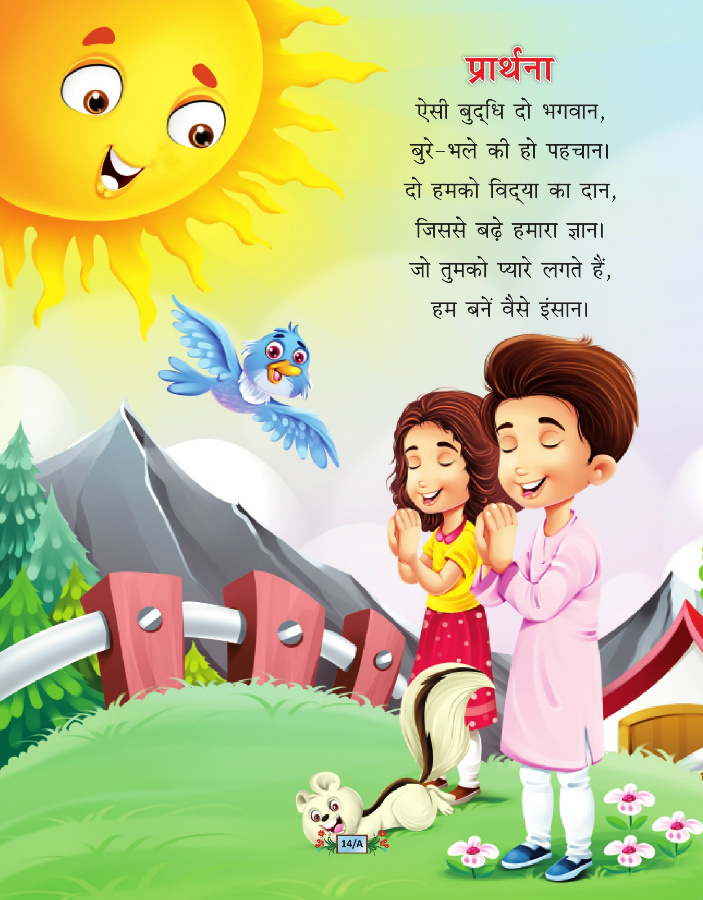 प्रार्थना
ऐसी बुद्‌धि दो भगवान,
बुरे-भले की हो पहचान।
दो हमको विद्‌या का दान,
जिससे बढ़े हमारा ज्ञान।
जो तुमको प्यारे लगते हैं,
हम बनें वैसे इंसान।
14/A